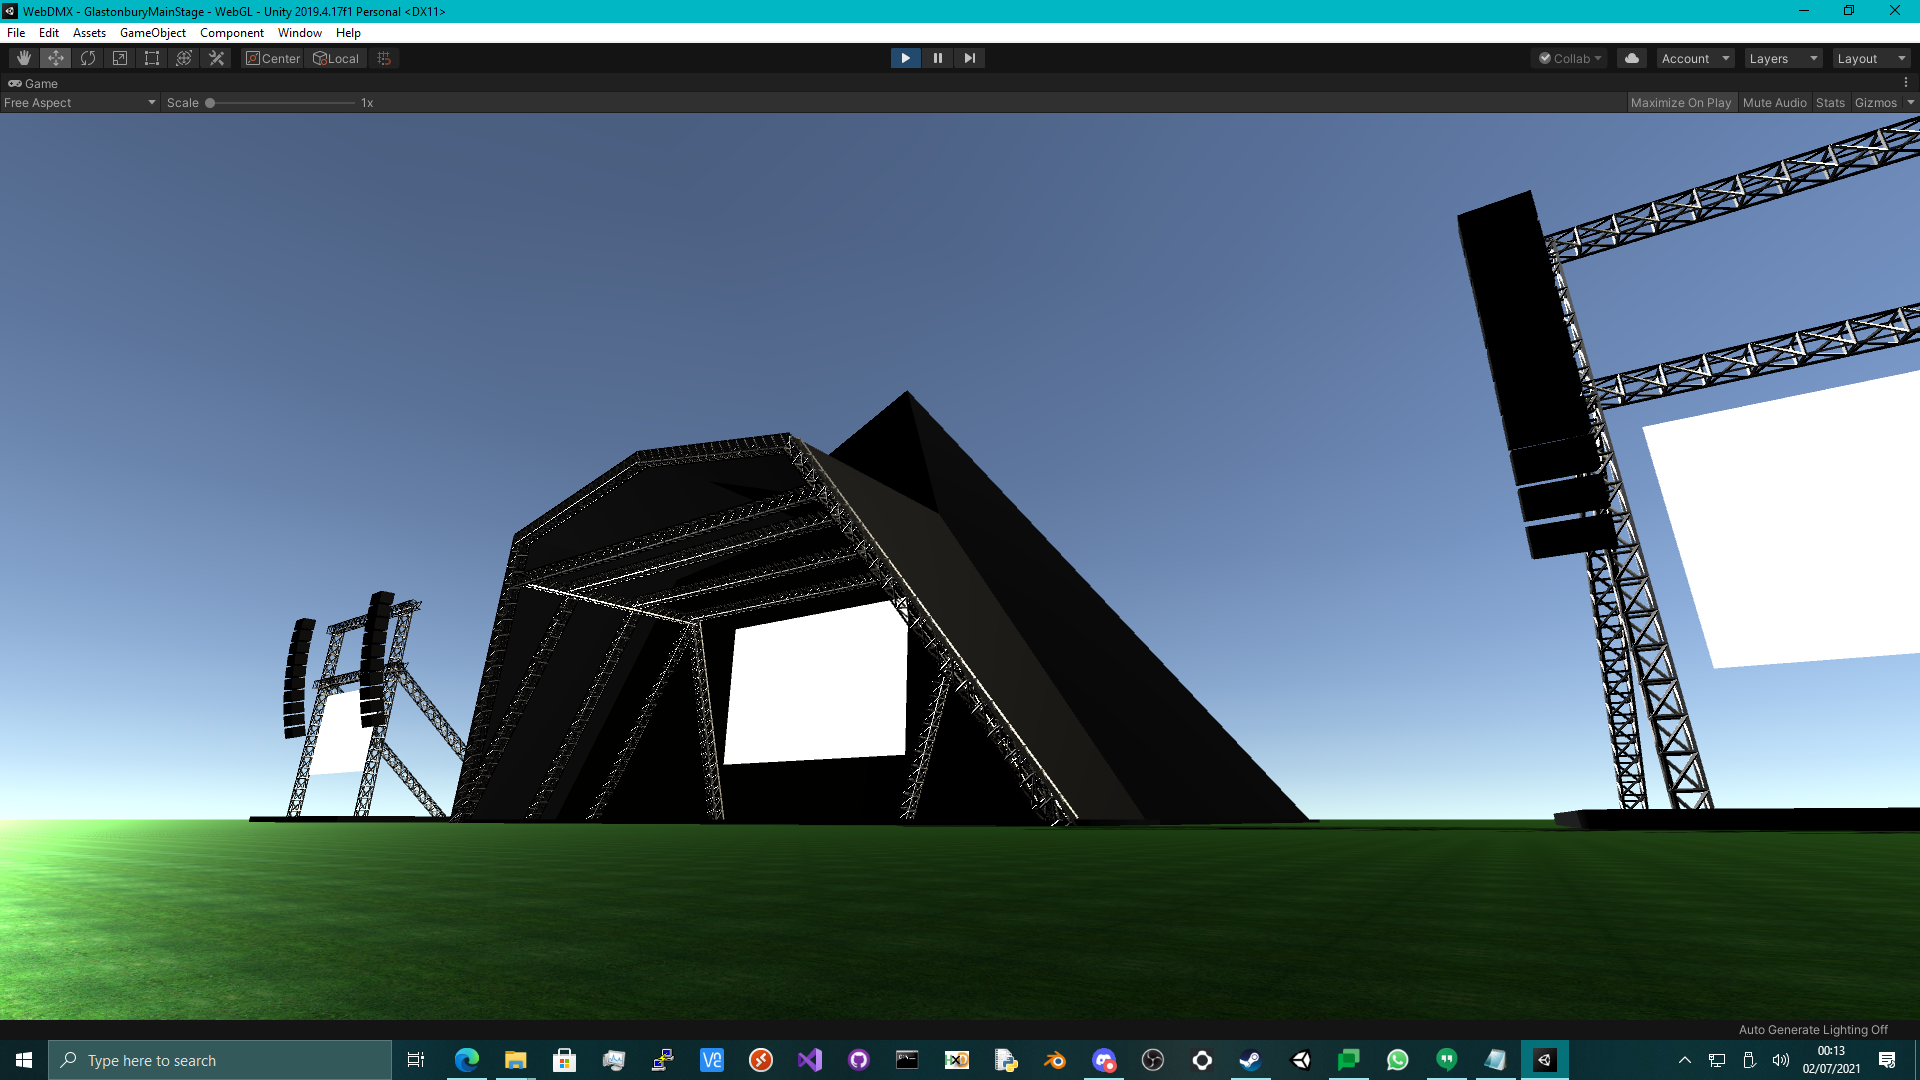 WebDMX - GlastonburyMainStage - WebGL - Unity 2019.4.17f1 Personal <DX11>
File Edit Assets GameObject Component Window Help
Center Local Collab Account Layers Layout
Game
Free Aspect Scale 1x Maximize On Play Mute Audio Stats Gizmos
Auto Generate Lighting Off
Type here to search
00:13
02/07/2021